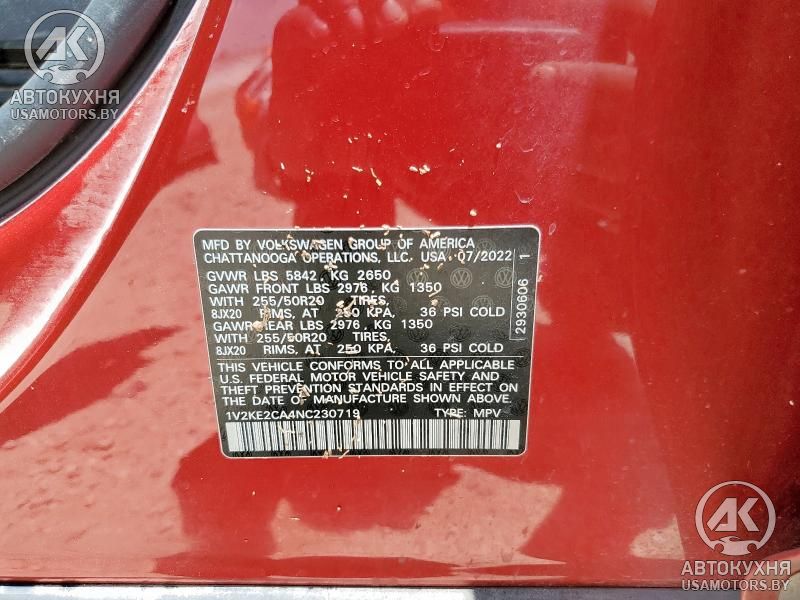 АК
АВТОКУХНЯ
USAMOTORS.BY
MFD BY VOLKSWAGEN GROUP OF AMERICA
CHATTANOOGA OPERATIONS, LLC. USA 07/2022
GVWR LBS 5842 , KG 2650
GAWR FRONT LBS 2976 , KG 1350
WITH 255/50R20 TIRES,
8JX20 RIMS, AT 250 KPA, 36 PSI COLD
GAWR REAR LBS 2976 , KG 1350
WITH 255/50R20 TIRES,
8JX20 RIMS, AT 250 KPA, 36 PSI COLD
THIS VEHICLE CONFORMS TO ALL APPLICABLE
U.S. FEDERAL MOTOR VEHICLE SAFETY AND
THEFT PREVENTION STANDARDS IN EFFECT ON
THE DATE OF MANUFACTURE SHOWN ABOVE.
1V2KE2CA4NC230719 TYPE: MPV
2930606 1
АК
АВТОКУХНЯ
USAMOTORS.BY